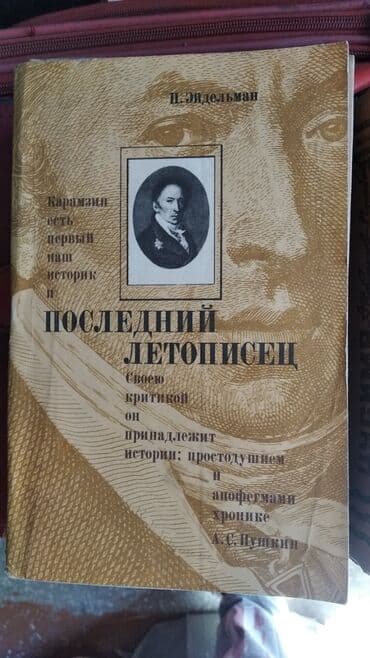 Н. Эйдельман
Карамзин
есть
первый
наш
историк
и
ПОСЛЕДНИЙ
ЛЕТОПИСЕЦ
Своею
критикой
он
принадлежит
истории: простодушием
и
апофегмами
хронике
А. С. Пушкин